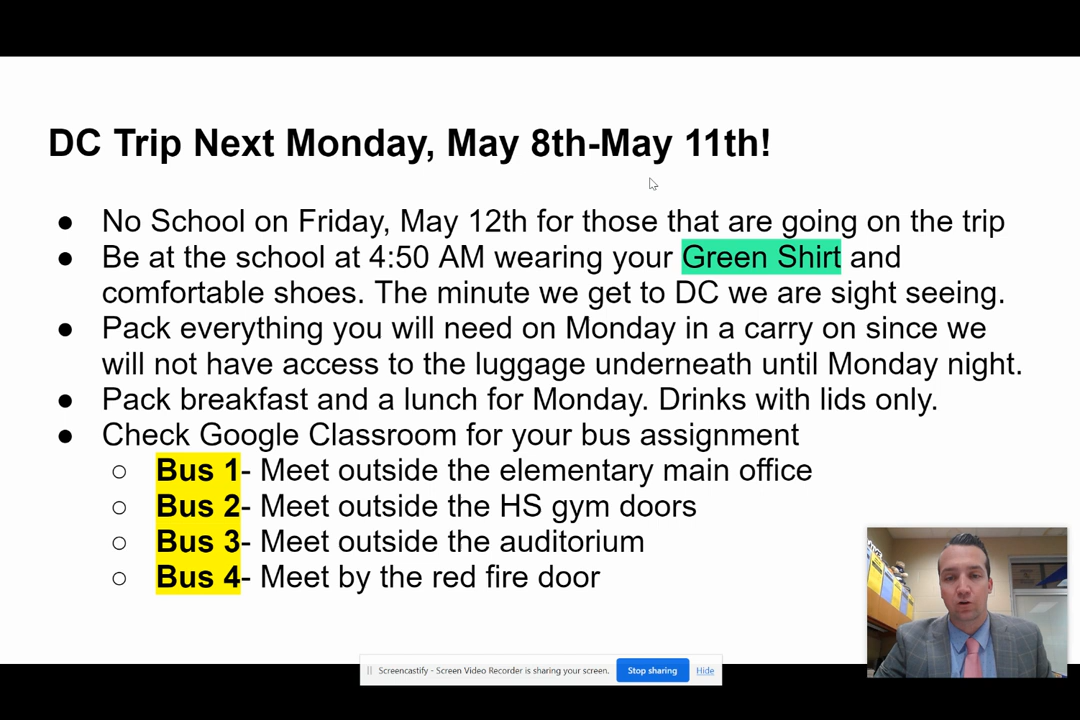 DC Trip Next Monday, May 8th-May 11th!
● No School on Friday, May 12th for those that are going on the trip
● Be at the school at 4:50 AM wearing your Green Shirt and
comfortable shoes. The minute we get to DC we are sight seeing.
● Pack everything you will need on Monday in a carry on since we
will not have access to the luggage underneath until Monday night.
● Pack breakfast and a lunch for Monday. Drinks with lids only.
● Check Google Classroom for your bus assignment
○ Bus 1- Meet outside the elementary main office
○ Bus 2- Meet outside the HS gym doors
○ Bus 3- Meet outside the auditorium
○ Bus 4- Meet by the red fire door
Screencastify - Screen Video Recorder is sharing your screen. Stop sharing Hide